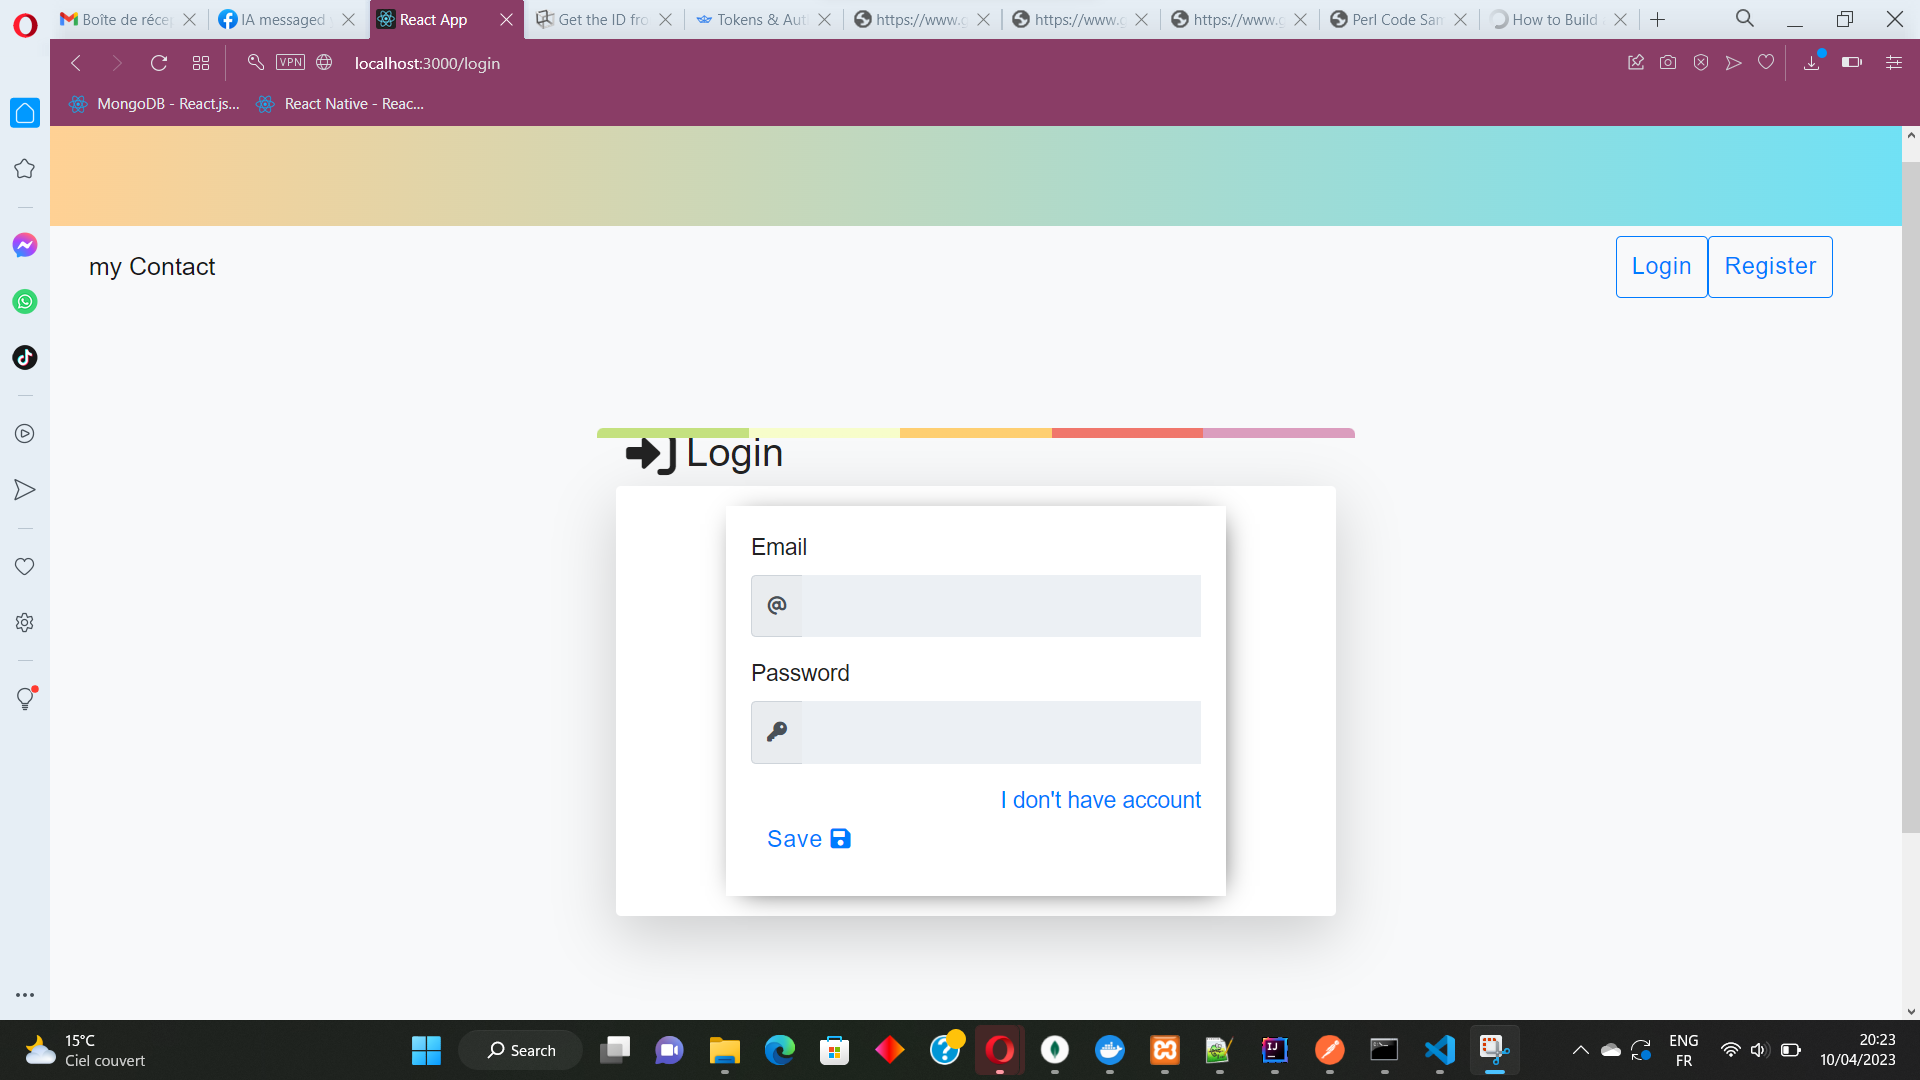 Boîte de récep
IA messaged
React App
Get the ID fro
Tokens & Aut
https://www.g
https://www.g
https://www.g
Perl Code Sam
How to Build
VPN
localhost:3000/login
MongoDB - React.js...
React Native - Reac...
my Contact
Login
Register
Login
Email
@
Password
I don't have account
Save
15°C
Ciel couvert
Search
ENG
FR
20:23
10/04/2023